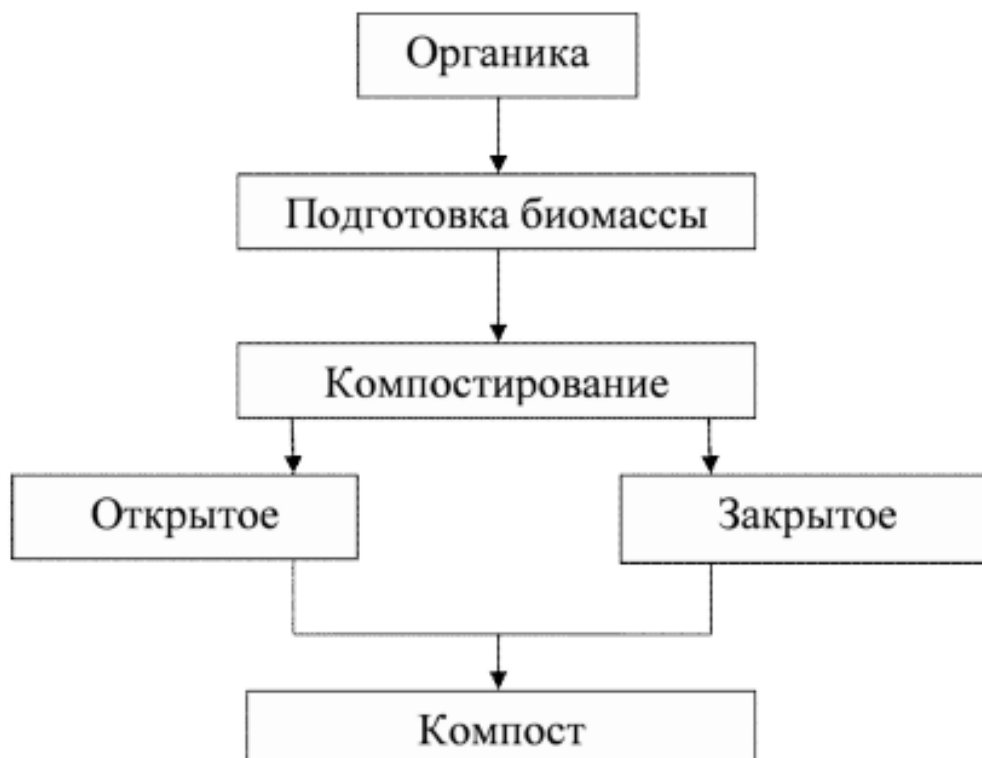 Органика
Подготовка биомассы
Компостирование
Открытое
Закрытое
Компост